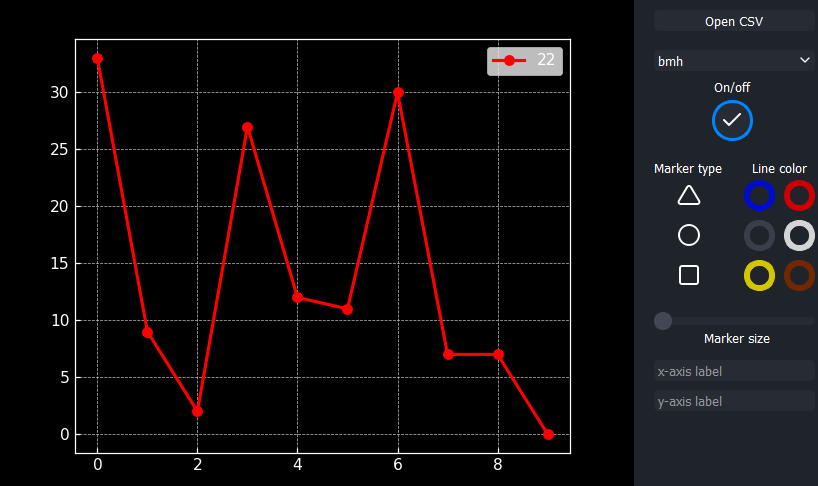 22
30
25
20
15
10
5
0
0 2 4 6 8
Open CSV
bmh
On/off
Marker type Line color
Marker size
x-axis label
y-axis label